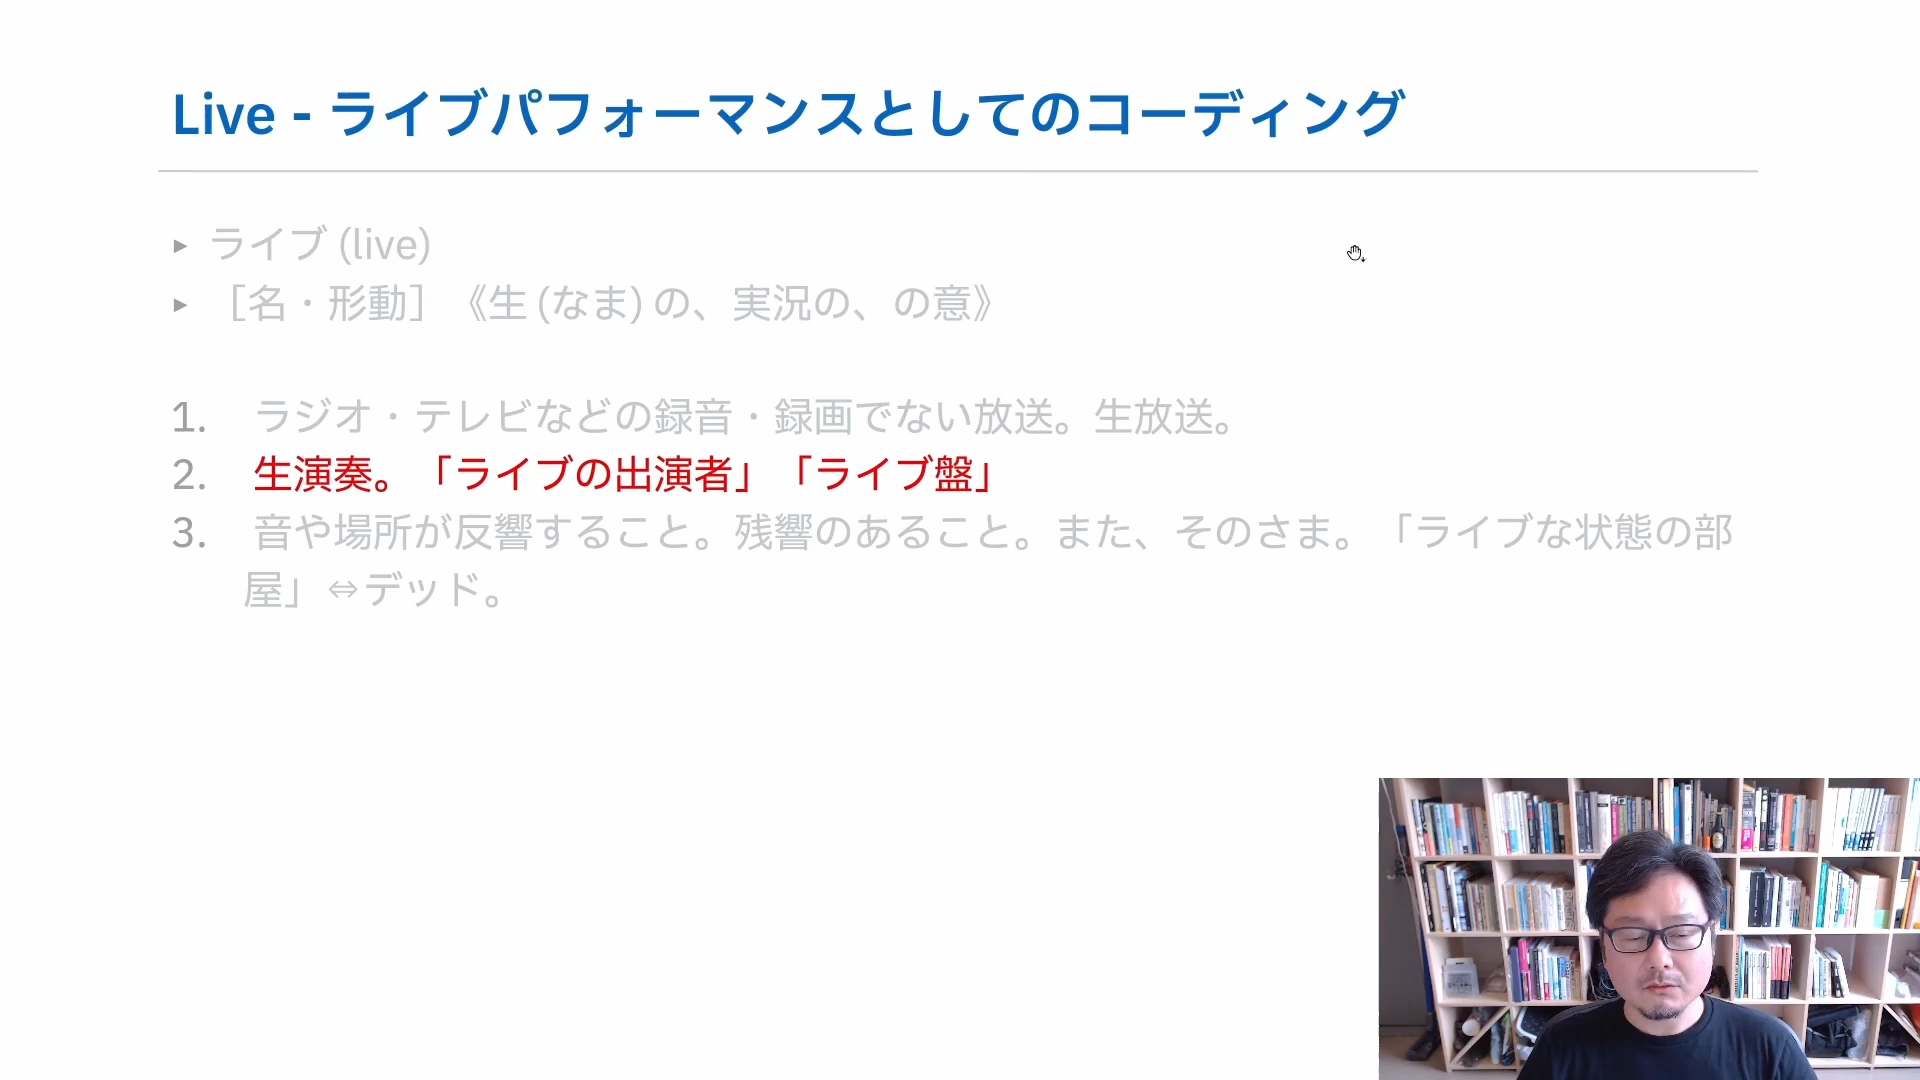 Live - ライブパフォーマンスとしてのコーディング
▸ ライブ (live)
▸ ［名・形動］《生 (なま) の、実況の、の意》
1. ラジオ・テレビなどの録音・録画でない放送。生放送。
2. 生演奏。「ライブの出演者」「ライブ盤」
3. 音や場所が反響すること。残響のあること。また、そのさま。「ライブな状態の部
屋」⇔デッド。